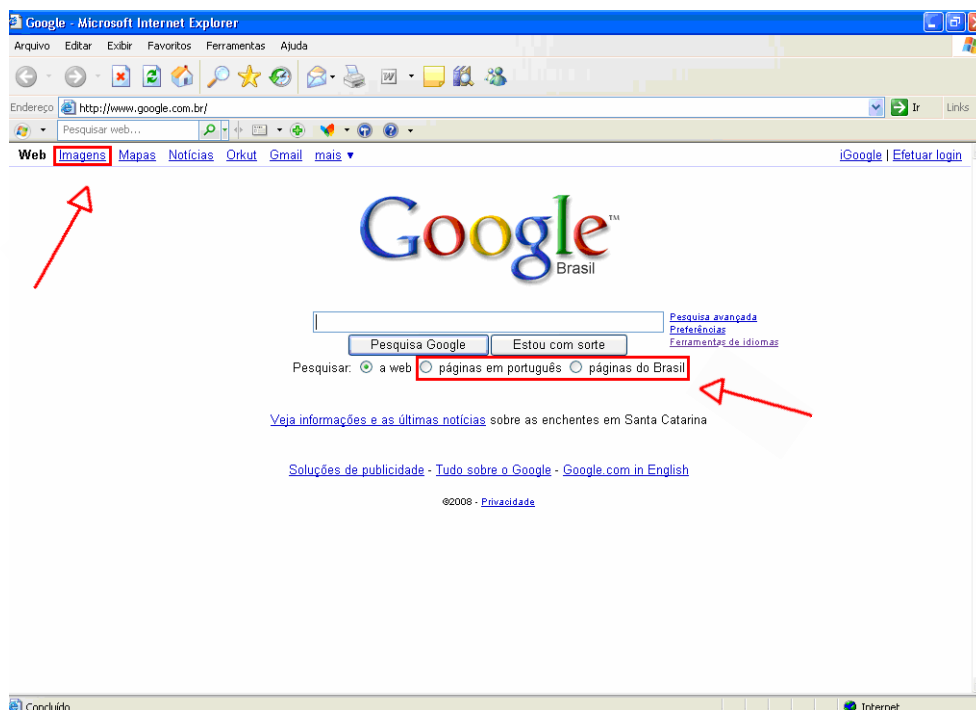 Google - Microsoft Internet Explorer
Arquivo Editar Exibir Favoritos Ferramentas Ajuda
Endereço http://www.google.com.br/ Ir Links
Pesquisar web...
Web Imagens Mapas Notícias Orkut Gmail mais ▼ iGoogle | Efetuar login
Google™
Brasil
Pesquisa avançada
Preferências
Ferramentas de idiomas
Pesquisa Google Estou com sorte
Pesquisar: a web páginas em português páginas do Brasil
Veja informações e as últimas notícias sobre as enchentes em Santa Catarina
Soluções de publicidade - Tudo sobre o Google - Google.com in English
©2008 - Privacidade
Concluído Internet